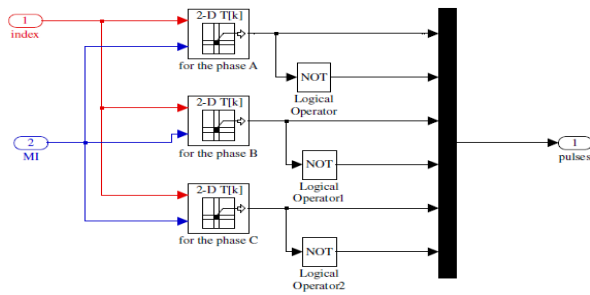 1
index
2-D T[k]
for the phase A
NOT
Logical
Operator
2
MI
2-D T[k]
for the phase B
NOT
Logical
Operator1
1
pulses
2-D T[k]
for the phase C
NOT
Logical
Operator2